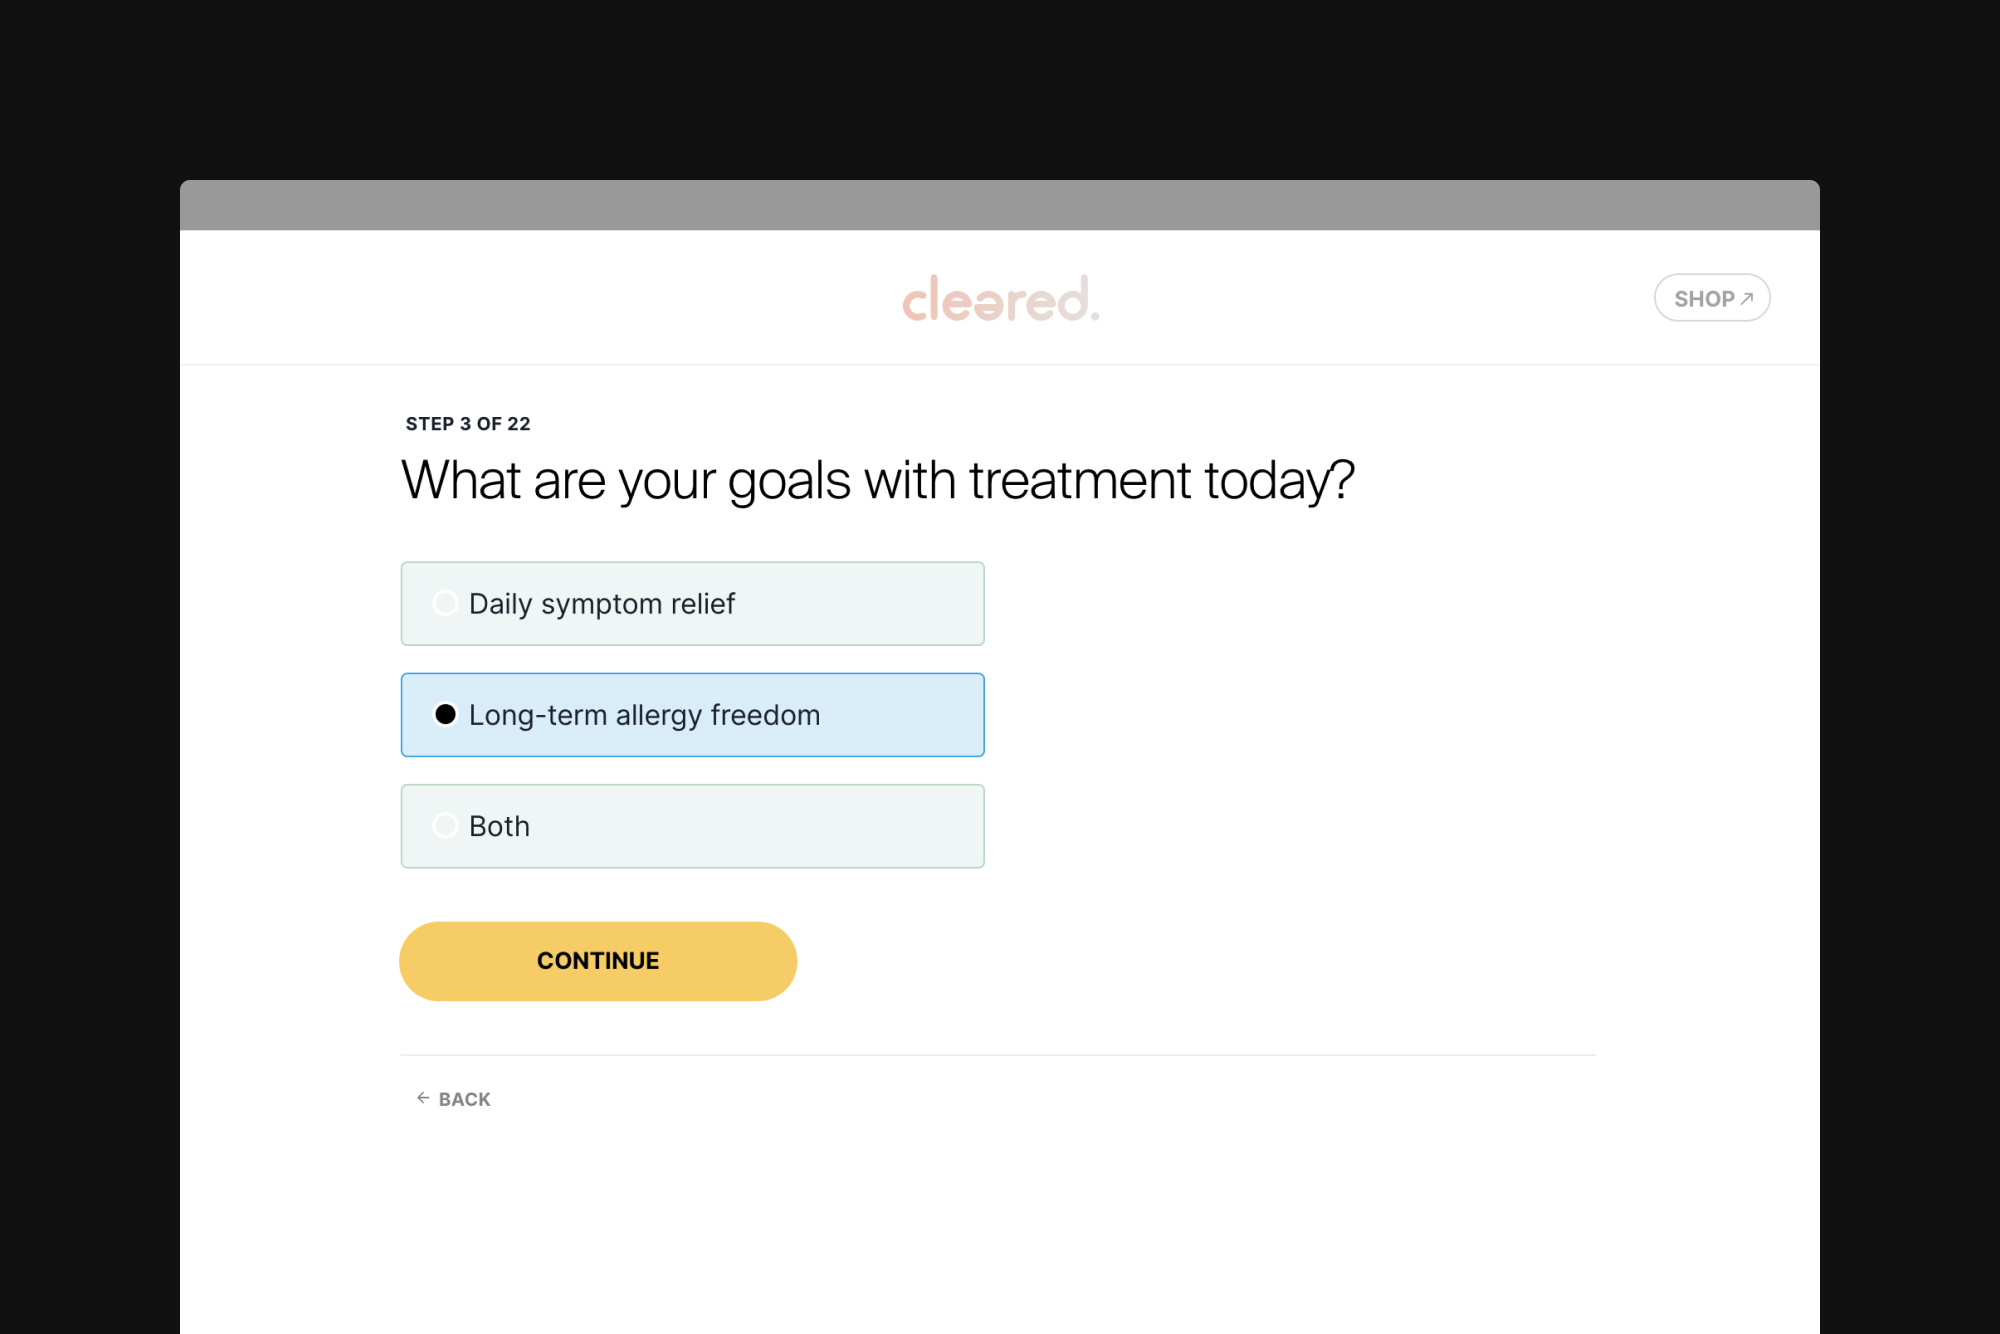 cleared.
SHOP ↗
STEP 3 OF 22
What are your goals with treatment today?
Daily symptom relief
Long-term allergy freedom
Both
CONTINUE
← BACK